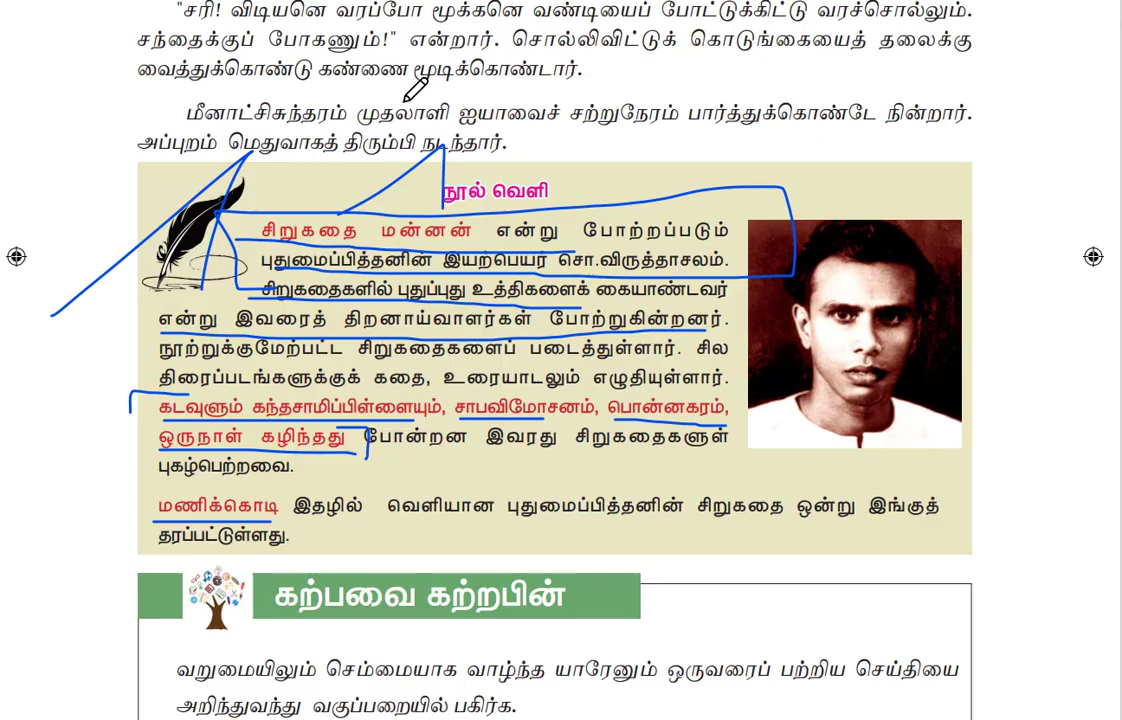 "சரி! விடியனெ வரப்போ மூக்கனெ வண்டியைப் போட்டுக்கிட்டு வரச்சொல்லும்.
சந்தைக்குப் போகணும்!" என்றார். சொல்லிவிட்டுக் கொடுங்கையைத் தலைக்கு
வைத்துக்கொண்டு கண்ணை மூடிக்கொண்டார்.
மீனாட்சிசுந்தரம் முதலாளி ஐயாவைச் சற்றுநேரம் பார்த்துக்கொண்டே நின்றார்.
அப்புறம் மெதுவாகத் திரும்பி நடந்தார்.
நூல் வெளி
சிறுகதை மன்னன் என்று போற்றப்படும்
புதுமைப்பித்தனின் இயற்பெயர் சொ.விருத்தாசலம்.
சிறுகதைகளில் புதுப்புது உத்திகளைக் கையாண்டவர்
என்று இவரைத் திறனாய்வாளர்கள் போற்றுகின்றனர்.
நூற்றுக்குமேற்பட்ட சிறுகதைகளைப் படைத்துள்ளார். சில
திரைப்படங்களுக்குக் கதை, உரையாடலும் எழுதியுள்ளார்.
கடவுளும் கந்தசாமிப்பிள்ளையும், சாபவிமோசனம், பொன்னகரம்,
ஒருநாள் கழிந்தது போன்றன இவரது சிறுகதைகளுள்
புகழ்பெற்றவை.
மணிக்கொடி இதழில் வெளியான புதுமைப்பித்தனின் சிறுகதை ஒன்று இங்குத்
தரப்பட்டுள்ளது.
கற்பவை கற்றபின்
வறுமையிலும் செம்மையாக வாழ்ந்த யாரேனும் ஒருவரைப் பற்றிய செய்தியை
அறிந்துவந்து வகுப்பறையில் பகிர்க.